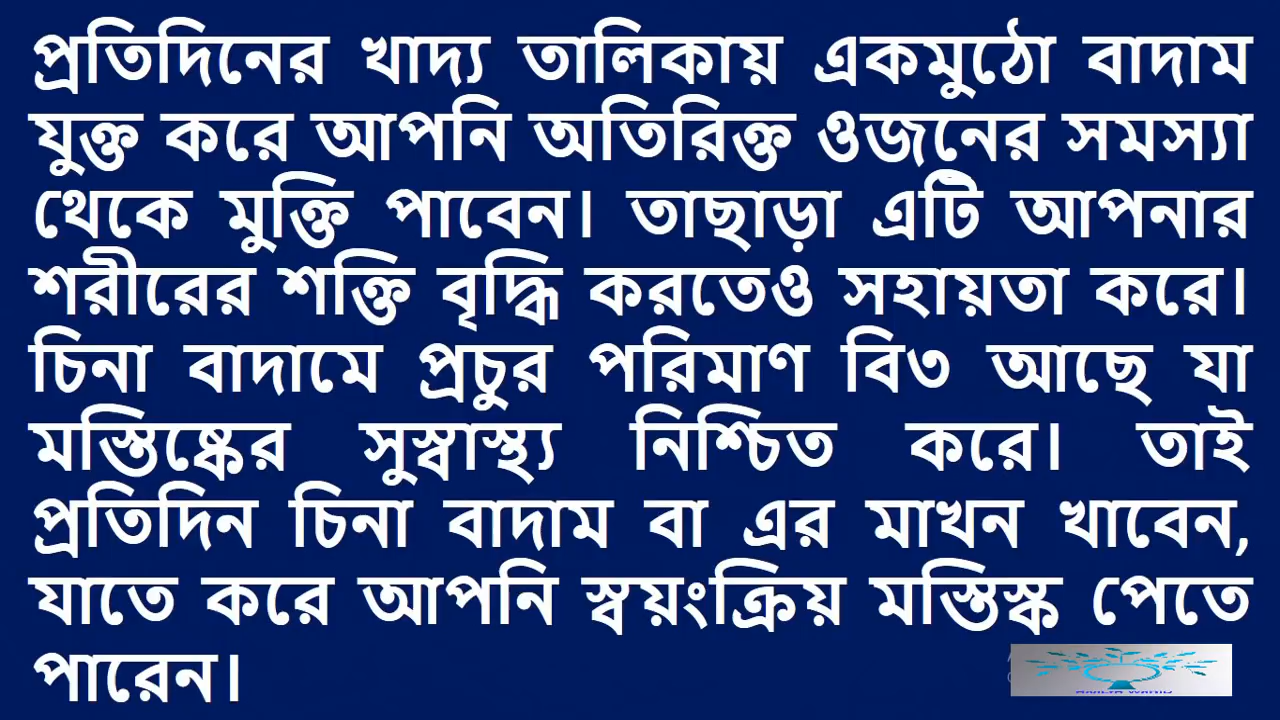 প্রতিদিনের খাদ্য তালিকায় একমুঠো বাদাম
যুক্ত করে আপনি অতিরিক্ত ওজনের সমস্যা
থেকে মুক্তি পাবেন। তাছাড়া এটি আপনার
শরীরের শক্তি বৃদ্ধি করতেও সহায়তা করে।
চিনা বাদামে প্রচুর পরিমাণ বি৩ আছে যা
মস্তিষ্কের সুস্বাস্থ্য নিশ্চিত করে। তাই
প্রতিদিন চিনা বাদাম বা এর মাখন খাবেন,
যাতে করে আপনি স্বয়ংক্রিয় মস্তিস্ক পেতে
পারেন।